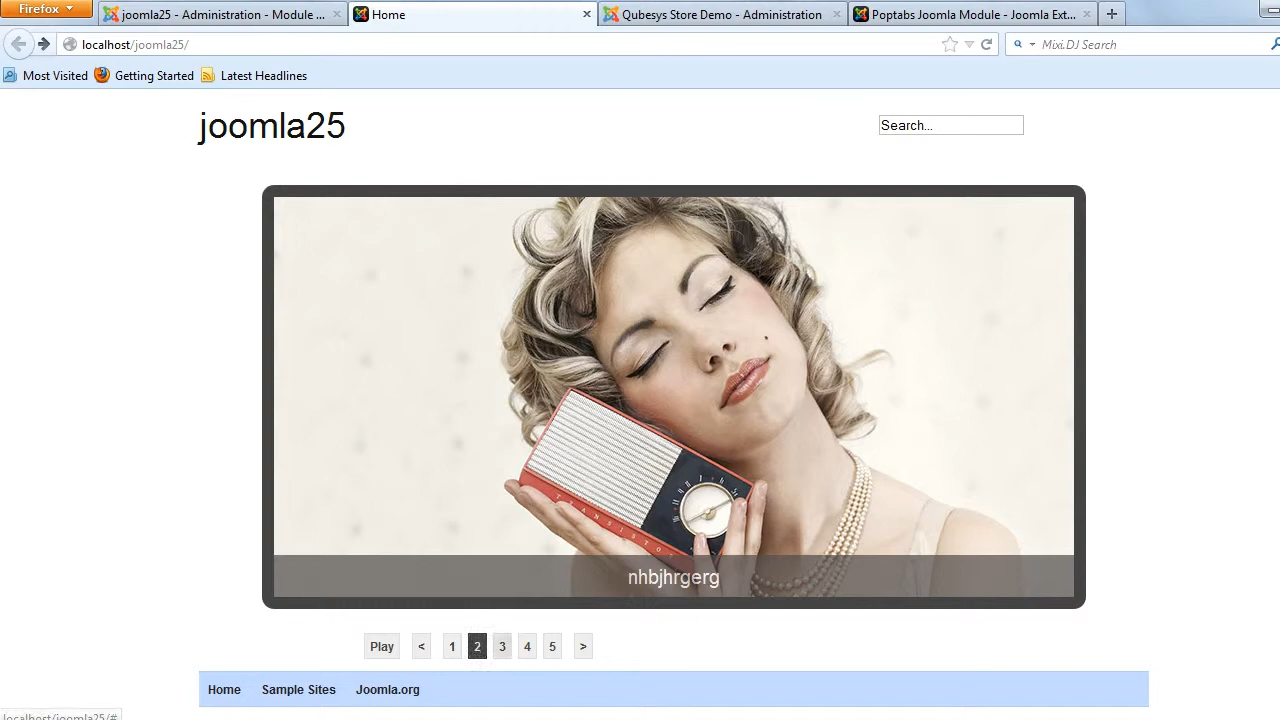 Firefox
joomla25 - Administration - Module ...
Home
Qubesys Store Demo - Administration
Poptabs Joomla Module - Joomla Ext...
localhost/joomla25/
Mixi.DJ Search
Most Visited
Getting Started
Latest Headlines
joomla25
Search...
TRANSISTOR
nhbjhrgerg
Play < 1 2 3 4 5 >
Home Sample Sites Joomla.org
localhost/joomla25/#